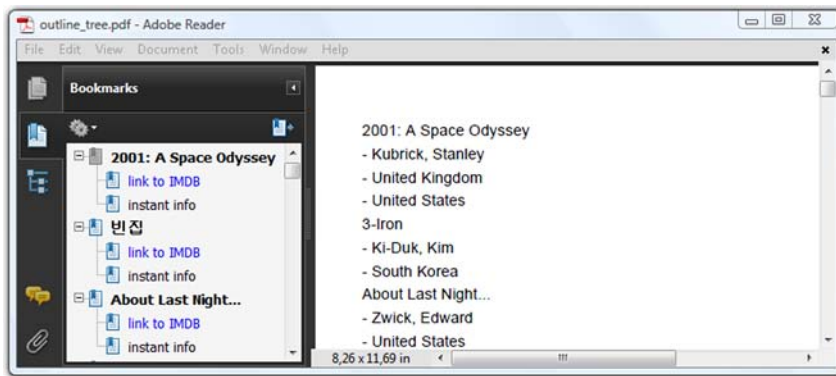 outline_tree.pdf - Adobe Reader
File Edit View Document Tools Window Help
Bookmarks
2001: A Space Odyssey
link to IMDB
instant info
빈 집
link to IMDB
instant info
About Last Night...
link to IMDB
instant info
2001: A Space Odyssey
- Kubrick, Stanley
- United Kingdom
- United States
3-Iron
- Ki-Duk, Kim
- South Korea
About Last Night...
- Zwick, Edward
- United States
8,26 x 11,69 in